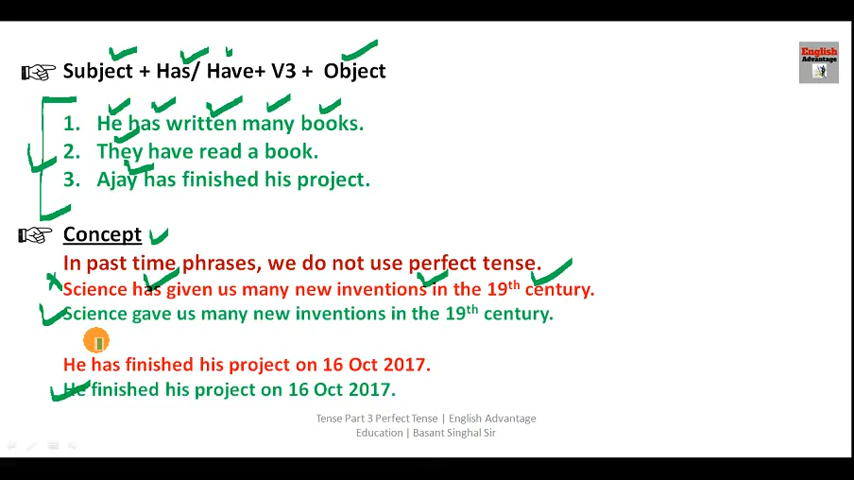 Subject + Has/ Have+ V3 + Object
English
Advantage
1. He has written many books.
2. They have read a book.
3. Ajay has finished his project.
Concept
In past time phrases, we do not use perfect tense.
Science has given us many new inventions in the 19th century.
Science gave us many new inventions in the 19th century.
He has finished his project on 16 Oct 2017.
He finished his project on 16 Oct 2017.
Tense Part 3 Perfect Tense | English Advantage
Education | Basant Singhal Sir